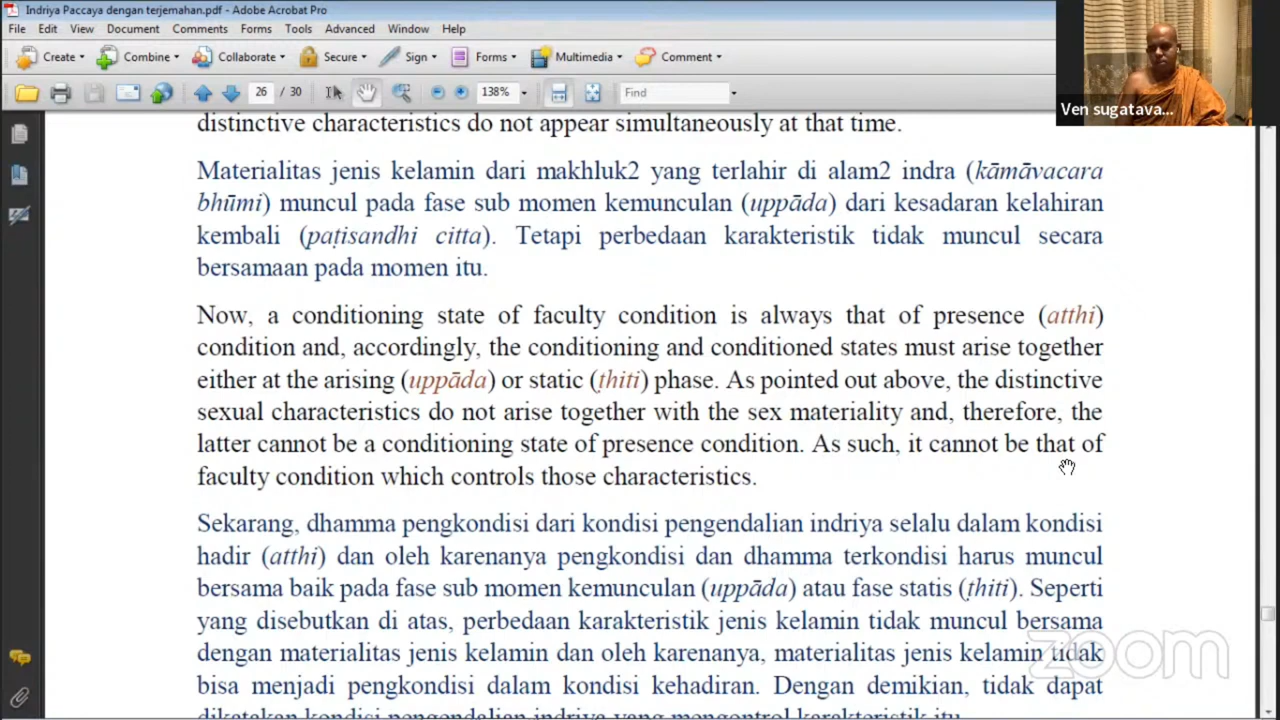 Indriya Paccaya dengan terjemahan.pdf - Adobe Acrobat Pro
File Edit View Document Comments Forms Tools Advanced Window Help
Create Combine Collaborate Secure Sign Forms Multimedia Comment
26 / 30 138% Find
Ven sugatava...
distinctive characteristics do not appear simultaneously at that time.
Materialitas jenis kelamin dari makhluk2 yang terlahir di alam2 indra (kāmāvacara
bhūmi) muncul pada fase sub momen kemunculan (uppāda) dari kesadaran kelahiran
kembali (paṭisandhi citta). Tetapi perbedaan karakteristik tidak muncul secara
bersamaan pada momen itu.
Now, a conditioning state of faculty condition is always that of presence (atthi)
condition and, accordingly, the conditioning and conditioned states must arise together
either at the arising (uppāda) or static (ṭhiti) phase. As pointed out above, the distinctive
sexual characteristics do not arise together with the sex materiality and, therefore, the
latter cannot be a conditioning state of presence condition. As such, it cannot be that of
faculty condition which controls those characteristics.
Sekarang, dhamma pengkondisi dari kondisi pengendalian indriya selalu dalam kondisi
hadir (atthi) dan oleh karenanya pengkondisi dan dhamma terkondisi harus muncul
bersama baik pada fase sub momen kemunculan (uppāda) atau fase statis (ṭhiti). Seperti
yang disebutkan di atas, perbedaan karakteristik jenis kelamin tidak muncul bersama
dengan materialitas jenis kelamin dan oleh karenanya, materialitas jenis kelamin tidak
bisa menjadi pengkondisi dalam kondisi kehadiran. Dengan demikian, tidak dapat
dikatakan kondisi pengendalian indriya yang mengontrol karakteristik itu.
zoom